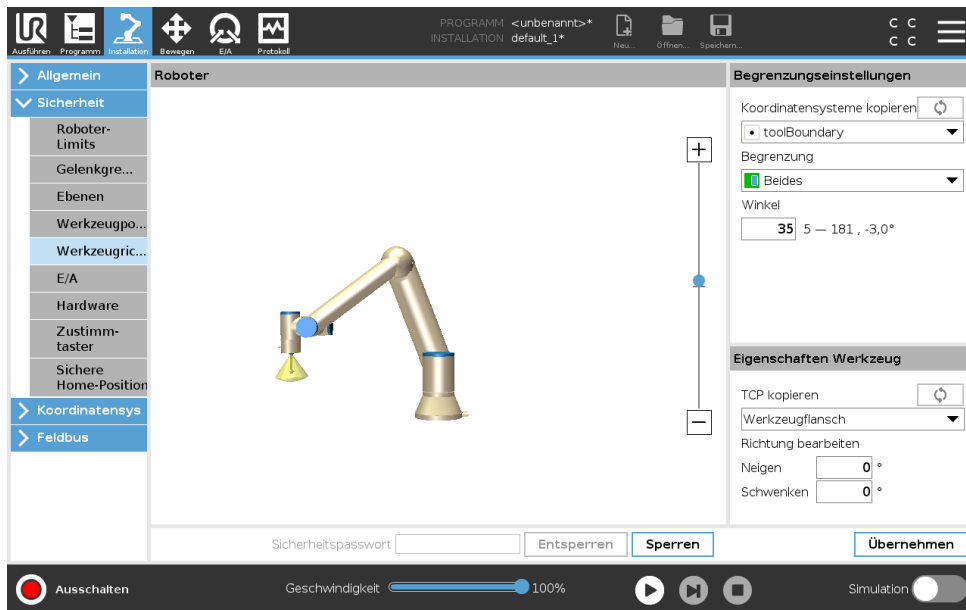 PROGRAMM <unbenannt>*
INSTALLATION default_1*
Ausführen Programm Installation Bewegen E/A Protokoll Neu... Öffnen... Speichern...
C C
C C
Allgemein
Sicherheit
Roboter-
Limits
Gelenkgre...
Ebenen
Werkzeugpo...
Werkzeugric...
E/A
Hardware
Zustimm-
taster
Sichere
Home-Position
Koordinatensys
Feldbus
Roboter
Begrenzungseinstellungen
Koordinatensysteme kopieren
toolBoundary
Begrenzung
Beides
Winkel
35 5 — 181 , -3,0°
Eigenschaften Werkzeug
TCP kopieren
Werkzeugflansch
Richtung bearbeiten
Neigen 0 °
Schwenken 0 °
Sicherheitspasswort Entsperren Sperren Übernehmen
Ausschalten Geschwindigkeit 100% Simulation